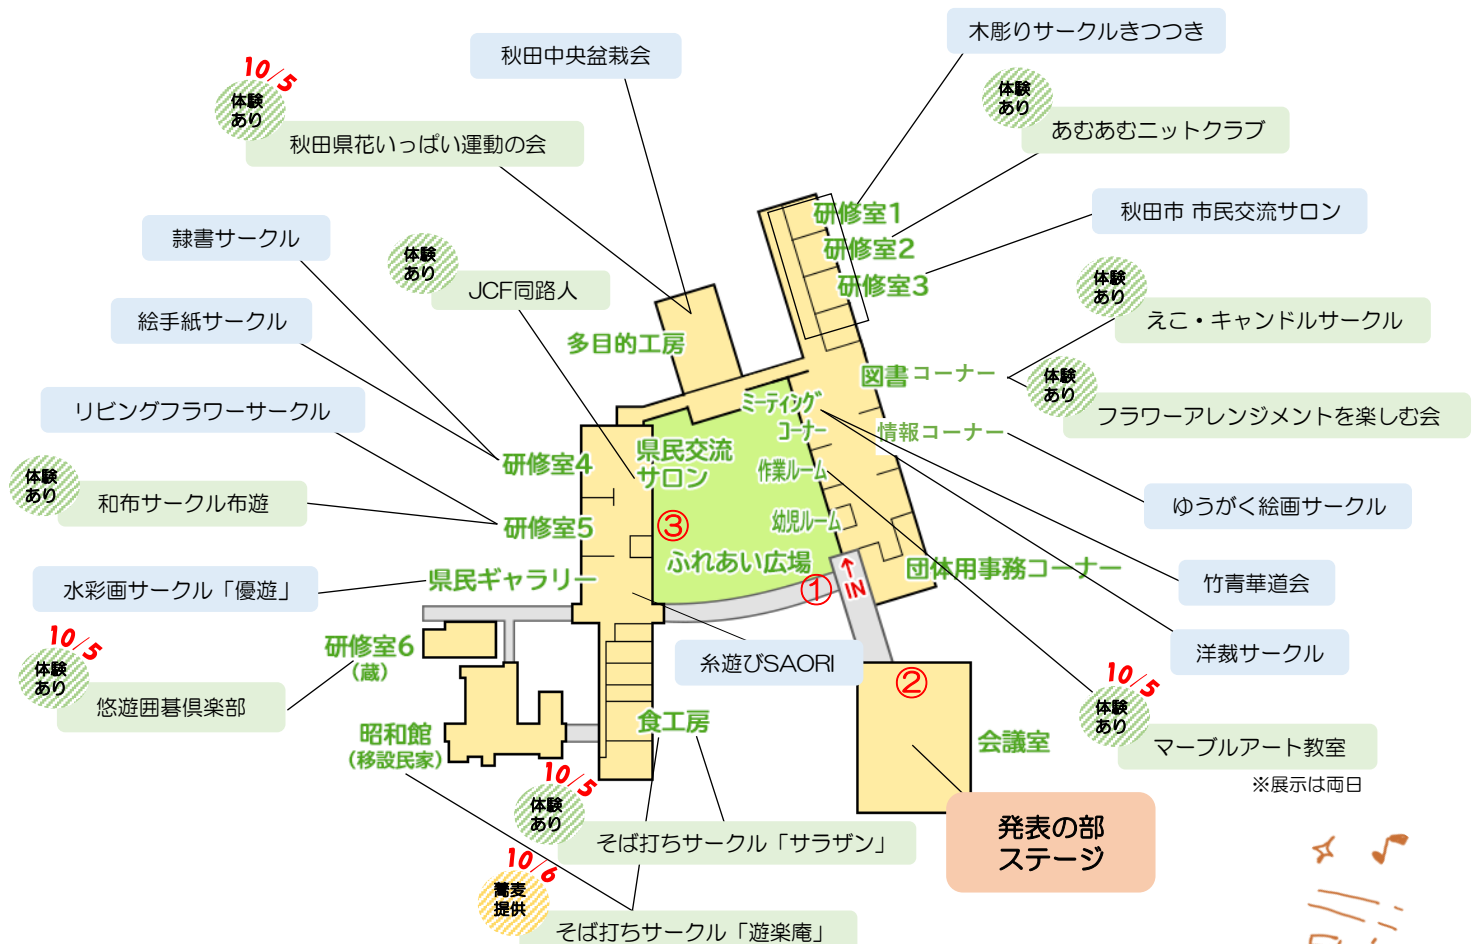 木彫りサークルきつつき
秋田中央盆栽会
10/5
体験
あり
秋田県花いっぱい運動の会
体験
あり
あむあむニットクラブ
隷書サークル
体験
あり
JCF同路人
研修室1
研修室2
研修室3
秋田市 市民交流サロン
絵手紙サークル
多目的工房
体験
あり
えこ・キャンドルサークル
リビングフラワーサークル
図書コーナー
体験
あり
フラワーアレンジメントを楽しむ会
ミーティング
コーナー
情報コーナー
県民交流
サロン
研修室4
作業ルーム
体験
あり
和布サークル布遊
研修室5
③
幼児ルーム
ゆうがく絵画サークル
ふれあい広場
①
↑
IN
団体用事務コーナー
水彩画サークル「優遊」
県民ギャラリー
竹青華道会
10/5
体験
あり
悠遊囲碁倶楽部
研修室6
(蔵)
糸遊びSAORI
洋裁サークル
②
10/5
体験
あり
マーブルアート教室
※展示は両日
昭和館
(移設民家)
食工房
会議室
10/5
体験
あり
そば打ちサークル「サラザン」
発表の部
ステージ
10/6
蕎麦
提供
そば打ちサークル「遊楽庵」